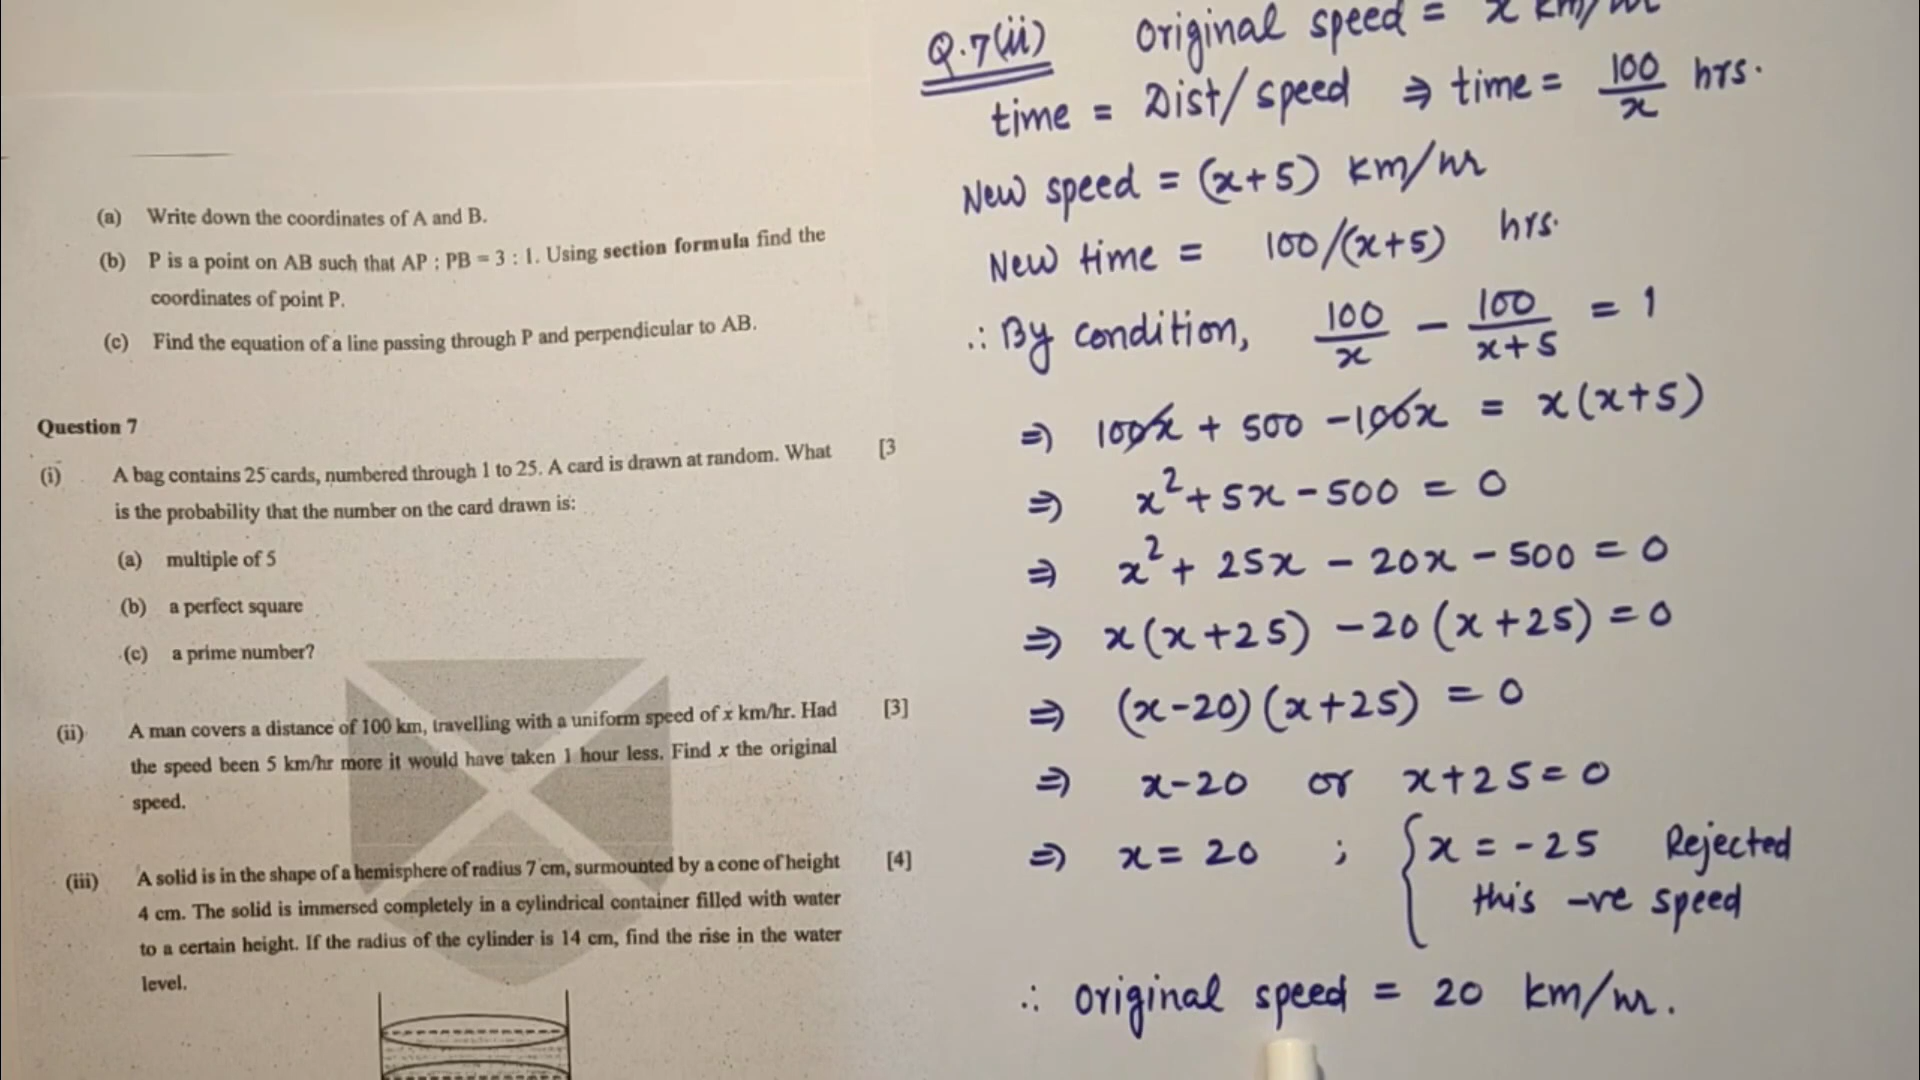 (a) Write down the coordinates of A and B.
(b) P is a point on AB such that AP : PB = 3 : 1. Using section formula find the
coordinates of point P.
(c) Find the equation of a line passing through P and perpendicular to AB.
Question 7
(i) A bag contains 25 cards, numbered through 1 to 25. A card is drawn at random. What [3
is the probability that the number on the card drawn is:
(a) multiple of 5
(b) a perfect square
(c) a prime number?
(ii) A man covers a distance of 100 km, travelling with a uniform speed of x km/hr. Had [3]
the speed been 5 km/hr more it would have taken 1 hour less. Find x the original
speed.
(iii) A solid is in the shape of a hemisphere of radius 7 cm, surmounted by a cone of height [4]
4 cm. The solid is immersed completely in a cylindrical container filled with water
to a certain height. If the radius of the cylinder is 14 cm, find the rise in the water
level.
Q.7(ii) Original speed = x km/hr
time = Dist/speed ⇒ time = 100/x hrs.
New speed = (x+5) km/hr
New time = 100/(x+5) hrs.
∴ By condition, 100/x - 100/(x+5) = 1
⇒ 100x + 500 - 100x = x(x+5)
⇒ x² + 5x - 500 = 0
⇒ x² + 25x - 20x - 500 = 0
⇒ x(x+25) - 20(x+25) = 0
⇒ (x-20)(x+25) = 0
⇒ x-20 or x+25 = 0
⇒ x = 20 ; { x = -25 Rejected
this -ve speed
∴ original speed = 20 km/hr.